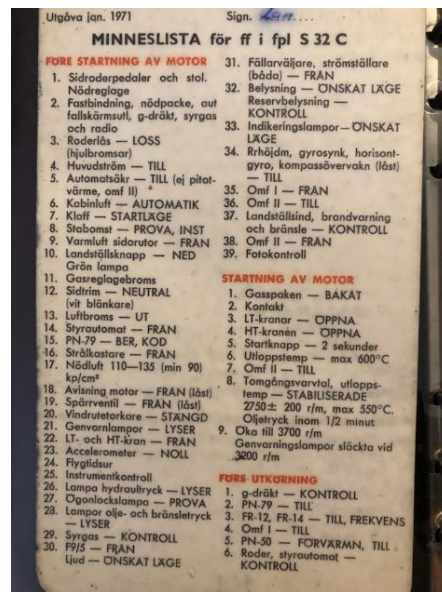 Utgåva jan. 1971 Sign.
MINNESLISTA för ff i fpl S 32 C
FÖRE STARTNING AV MOTOR
1. Sidroderpedaler och stol.
Nödreglage
2. Fastbindning, nödpacke, aut
fallskärmsutl, g-dräkt, syrgas
och radio
3. Roderlås — LOSS
(hjulbromsar)
4. Huvudström — TILL
5. Automatsäkr — TILL (ej pitot-
värme, omf II)
6. Kabinluft — AUTOMATIK
7. Klaff — STARTLÄGE
8. Stabomst — PROVA, INST
9. Varmluft sidorutor — FRÅN
10. Landställsknapp — NED
Grön lampa
11. Gasreglagebroms
12. Sidtrim — NEUTRAL
(vit blänkare)
13. Luftbroms — UT
14. Styrautomat — FRÅN
15. PN-79 — BER, KOD
16. Strålkastare — FRÅN
17. Nödluft 110—135 (min 90)
kp/cm²
18. Avisning motor — FRÅN (låst)
19. Spärrventil — FRÅN (låst)
20. Vindrutetorkare — STÄNGD
21. Genvarnlampor — LYSER
22. LT- och HT-kran — FRÅN
23. Accelerometer — NOLL
24. Flygtidsur
25. Instrumentkontroll
26. Lampa hydraultryck — LYSER
27. Ögonlockslampa — PROVA
28. Lampor olje- och bränsletryck
— LYSER
29. Syrgas — KONTROLL
30. F9/5 — FRÅN
Ljud — ÖNSKAT LÄGE
31. Fällarväljare, strömställare
(båda) — FRÅN
32. Belysning — ÖNSKAT LÄGE
Reservbelysning —
KONTROLL
33. Indikeringslampor — ÖNSKAT
LÄGE
34. Rrhöjdm, gyrosynk, horisont-
gyro, kompassövervakn (låst)
— TILL
35. Omf I — FRÅN
36. Omf II — TILL
37. Landställsind, brandvarning
och bränsle — KONTROLL
38. Omf II — FRÅN
39. Fotokontroll
STARTNING AV MOTOR
1. Gasspaken — BAKÅT
2. Kontakt
3. LT-kranar — ÖPPNA
4. HT-kranen — ÖPPNA
5. Startknapp — 2 sekunder
6. Utloppstemp — max 600°C
7. Omf II — TILL
8. Tomgångsvarvtal, utlopps-
temp — STABILISERADE
2750± 200 r/m, max 550°C.
Oljetryck inom 1/2 minut
9. Öka till 3700 r/m
Genvarningslampor släckta vid
3200 r/m
FÖRE UTKÖRNING
1. g-dräkt — KONTROLL
2. PN-79 — TILL
3. FR-12, FR-14 — TILL, FREKVENS
4. Omf I — TILL
5. PN-50 — FÖRVÄRMN, TILL
6. Roder, styrautomat —
KONTROLL